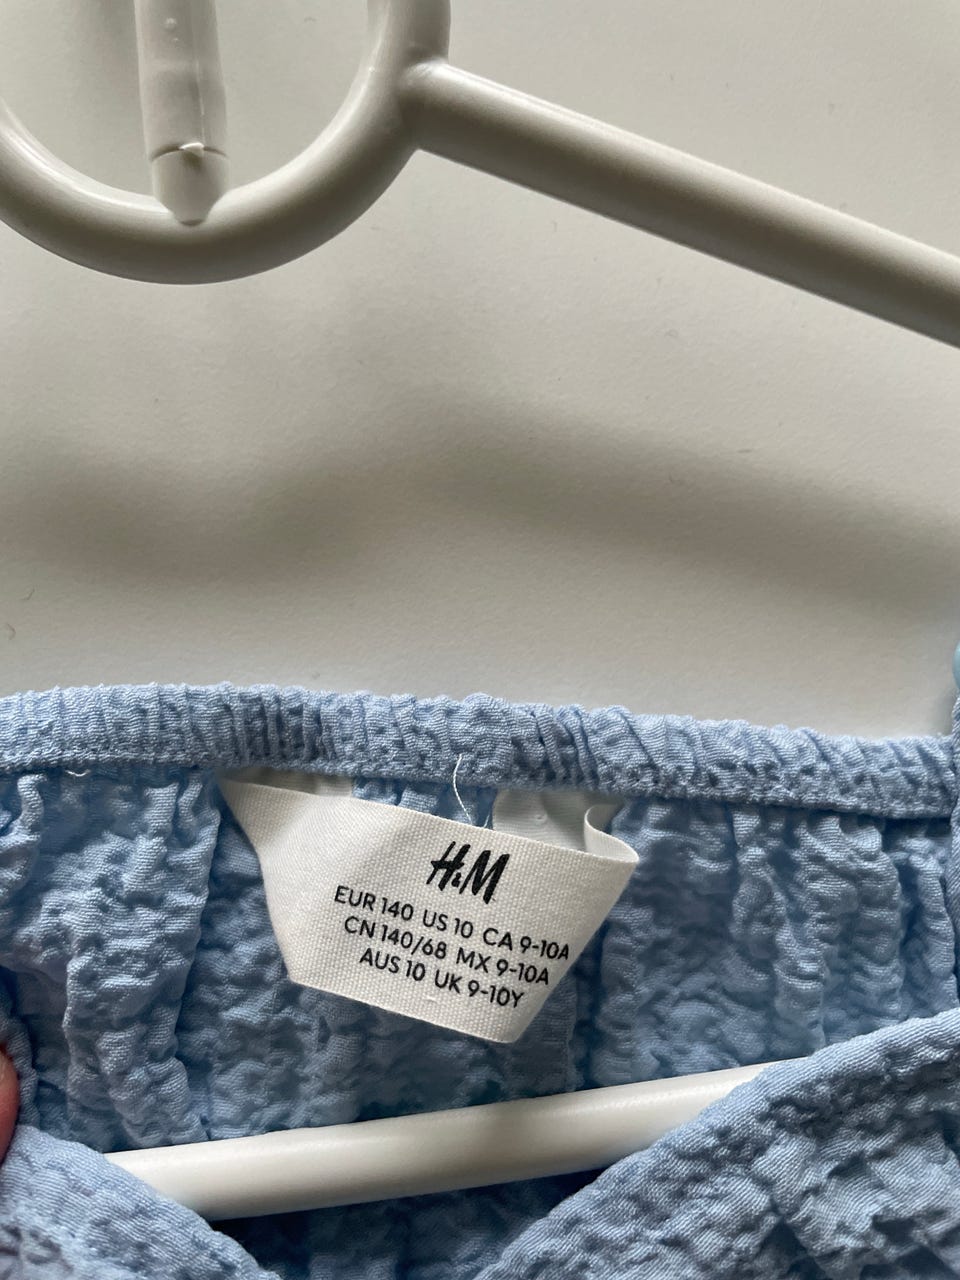 H&M
EUR 140 US 10 CA 9-10A
CN 140/68 MX 9-10A
AUS 10 UK 9-10Y